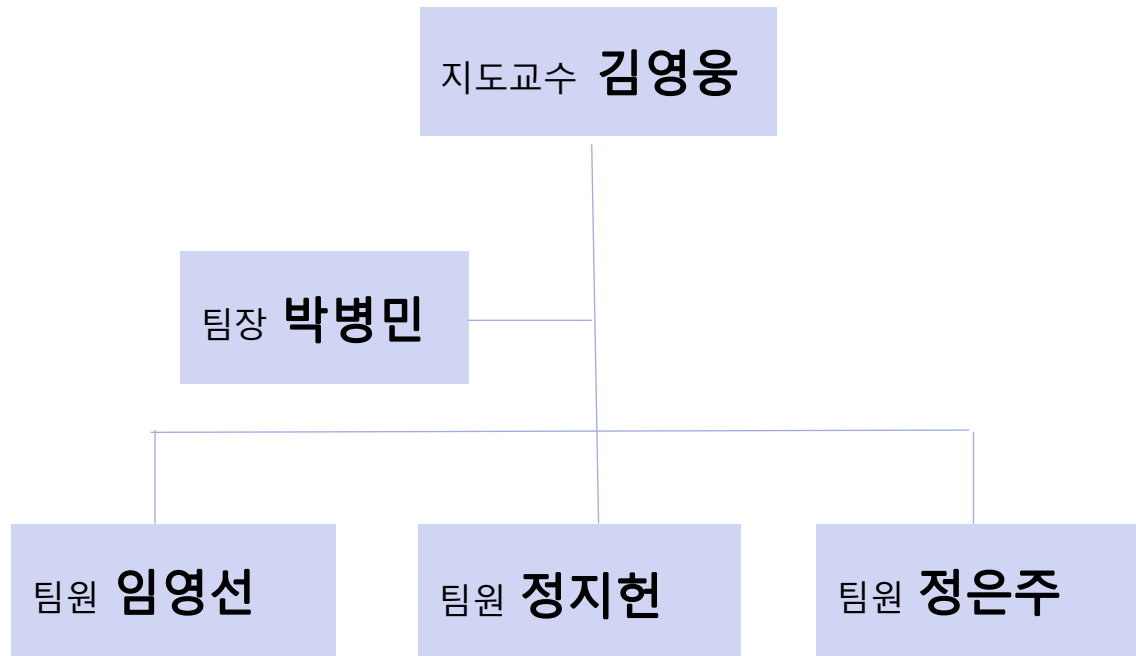 지도교수 김영웅
팀장 박병민
팀원 임영선
팀원 정지헌
팀원 정은주